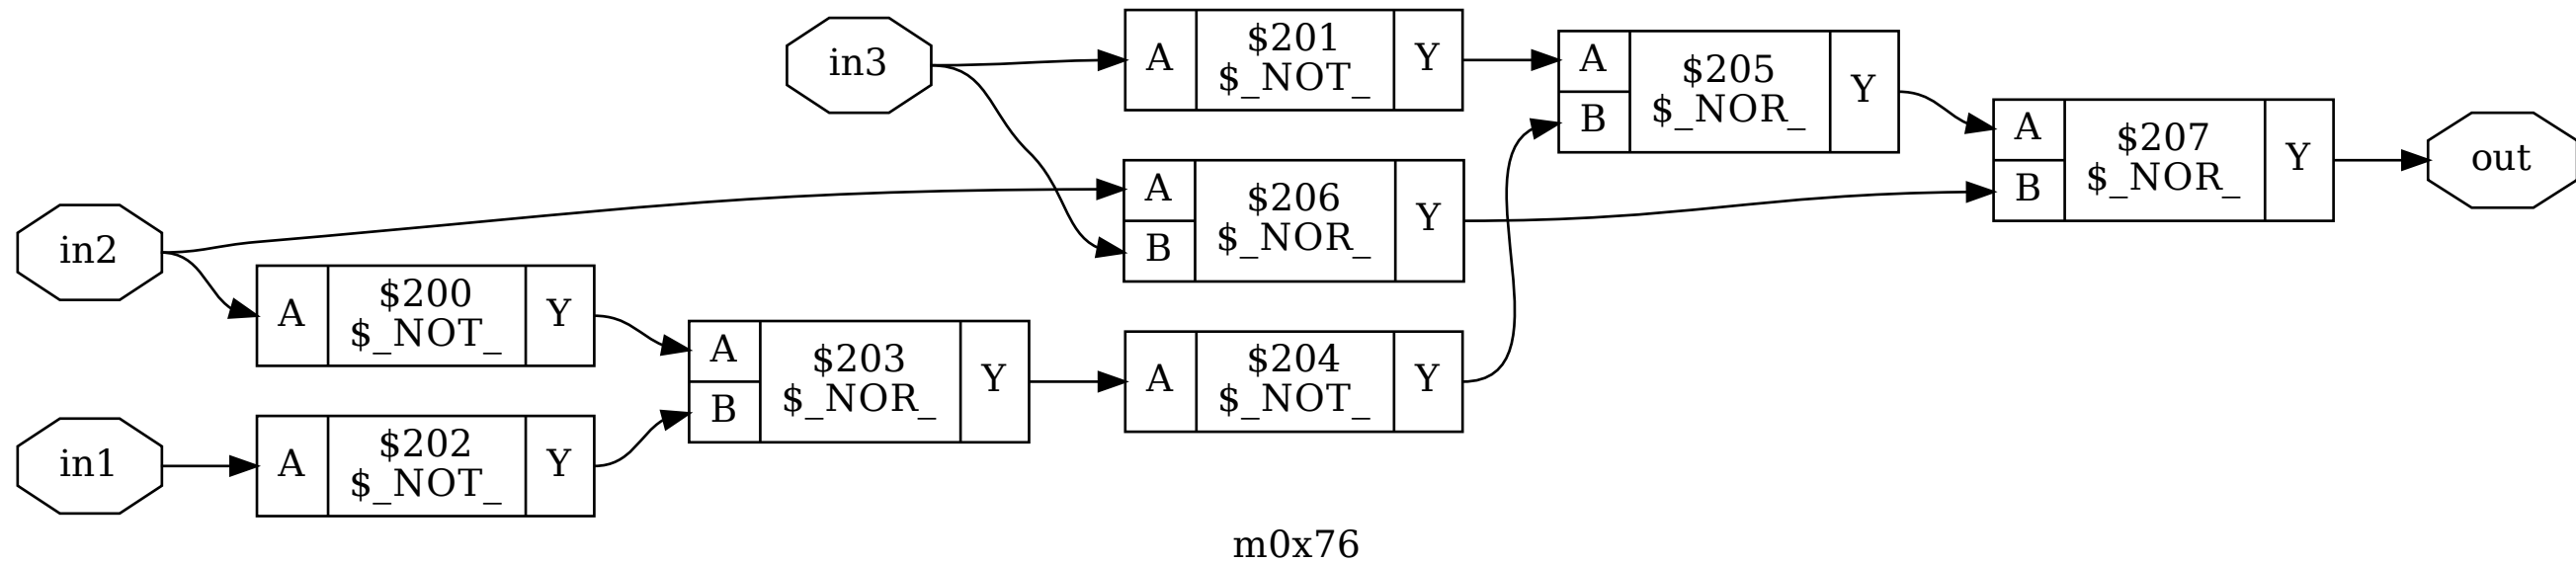 in3
A
$201
$_NOT_
Y
A
B
$205
$_NOR_
Y
A
B
$207
$_NOR_
Y
out
in2
A
B
$206
$_NOR_
Y
A
$200
$_NOT_
Y
A
B
$203
$_NOR_
Y
A
$204
$_NOT_
Y
in1
A
$202
$_NOT_
Y
m0x76